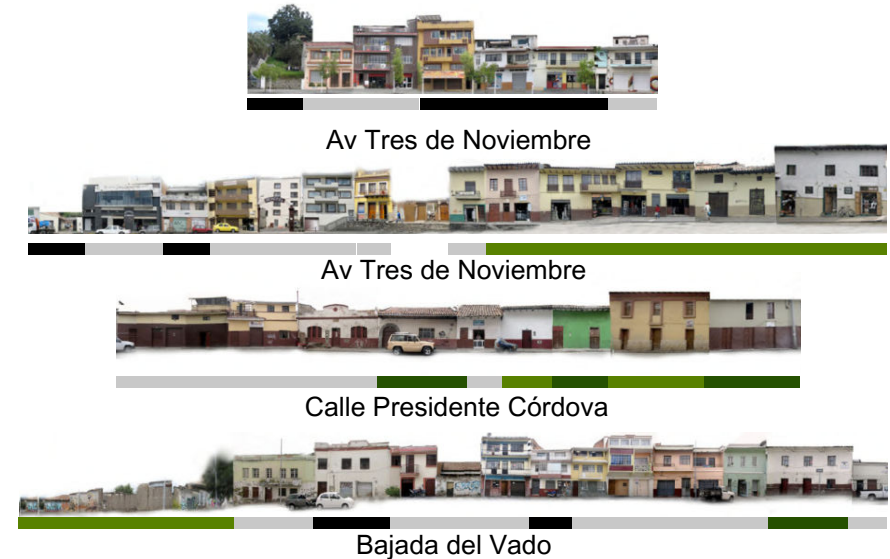 Av Tres de Noviembre
Av Tres de Noviembre
Calle Presidente Córdova
Bajada del Vado